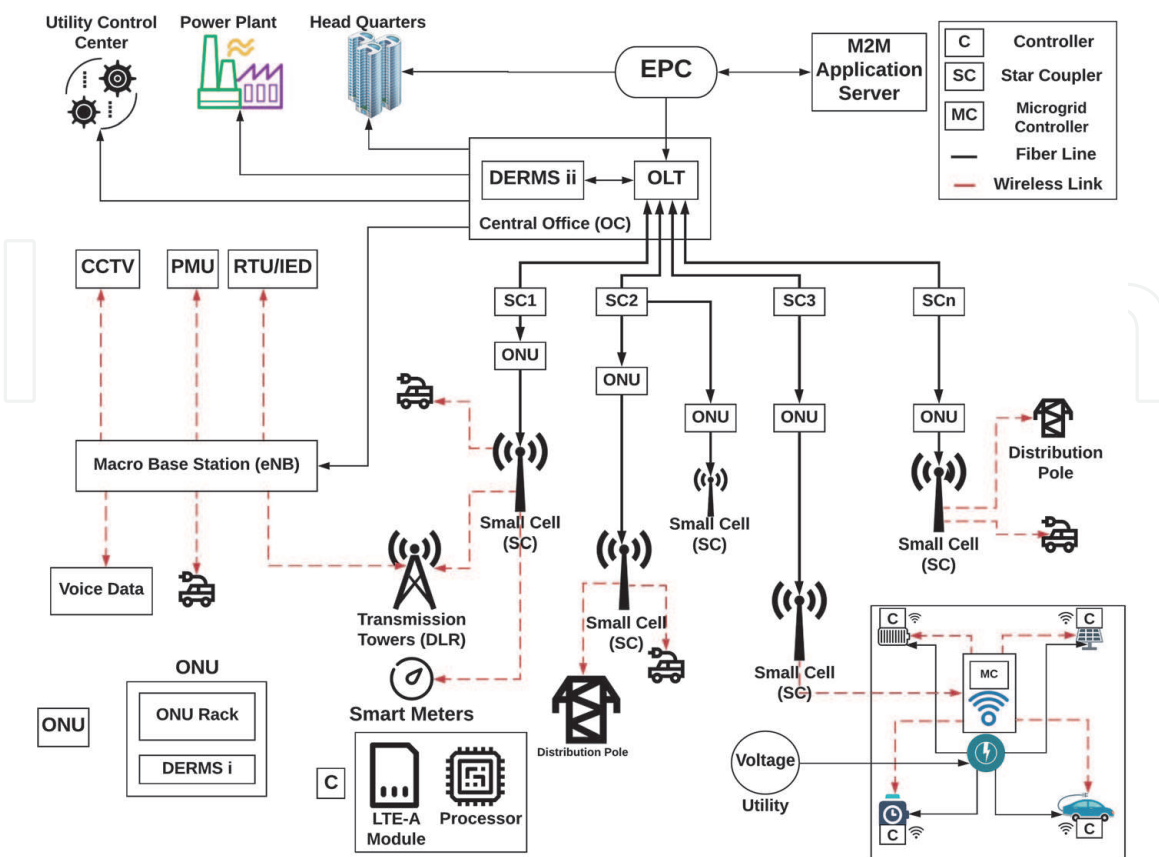 Utility Control
Center
Power Plant
Head Quarters
EPC
M2M
Application
Server
C
Controller
SC
Star Coupler
MC
Microgrid
Controller
Fiber Line
Wireless Link
DERMS ii
OLT
Central Office (OC)
CCTV
PMU
RTU/IED
SC1
SC2
SC3
SCn
ONU
ONU
ONU
ONU
ONU
Macro Base Station (eNB)
Distribution
Pole
Small Cell
(SC)
Small Cell
(SC)
Small Cell
(SC)
Voice Data
Transmission
Towers (DLR)
Small Cell
(SC)
Small Cell
(SC)
C
C
MC
ONU
ONU Rack
DERMS i
ONU
Smart Meters
Distribution Pole
Voltage
Utility
C
LTE-A
Module
Processor
C
C